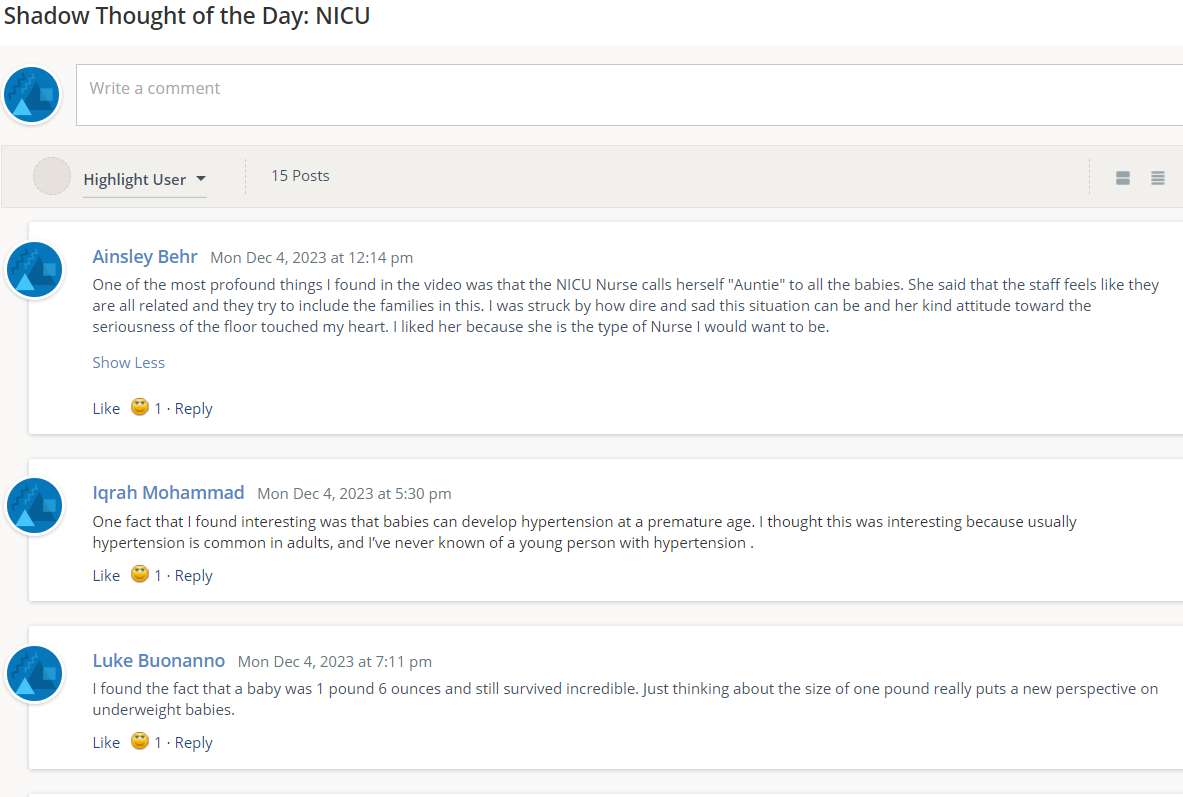 Shadow Thought of the Day: NICU
Write a comment
Highlight User
15 Posts
Ainsley Behr Mon Dec 4, 2023 at 12:14 pm
One of the most profound things I found in the video was that the NICU Nurse calls herself "Auntie" to all the babies. She said that the staff feels like they
are all related and they try to include the families in this. I was struck by how dire and sad this situation can be and her kind attitude toward the
seriousness of the floor touched my heart. I liked her because she is the type of Nurse I would want to be.
Show Less
Like 1 · Reply
Iqrah Mohammad Mon Dec 4, 2023 at 5:30 pm
One fact that I found interesting was that babies can develop hypertension at a premature age. I thought this was interesting because usually
hypertension is common in adults, and I’ve never known of a young person with hypertension .
Like 1 · Reply
Luke Buonanno Mon Dec 4, 2023 at 7:11 pm
I found the fact that a baby was 1 pound 6 ounces and still survived incredible. Just thinking about the size of one pound really puts a new perspective on
underweight babies.
Like 1 · Reply